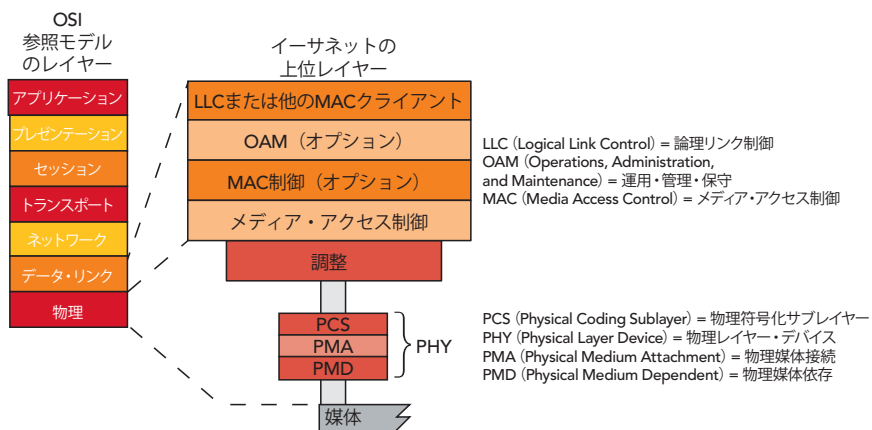 OSI
参照モデル
のレイヤー
アプリケーション
プレゼンテーション
セッション
トランスポート
ネットワーク
データ・リンク
物理
イーサネットの
上位レイヤー
LLCまたは他のMACクライアント
OAM（オプション）
MAC制御（オプション）
メディア・アクセス制御
調整
PCS
PMA
PMD
PHY
媒体
LLC（Logical Link Control）= 論理リンク制御
OAM（Operations, Administration,
and Maintenance）= 運用・管理・保守
MAC（Media Access Control）= メディア・アクセス制御
PCS（Physical Coding Sublayer）= 物理符号化サブレイヤー
PHY（Physical Layer Device）= 物理レイヤー・デバイス
PMA（Physical Medium Attachment）= 物理媒体接続
PMD（Physical Medium Dependent）= 物理媒体依存